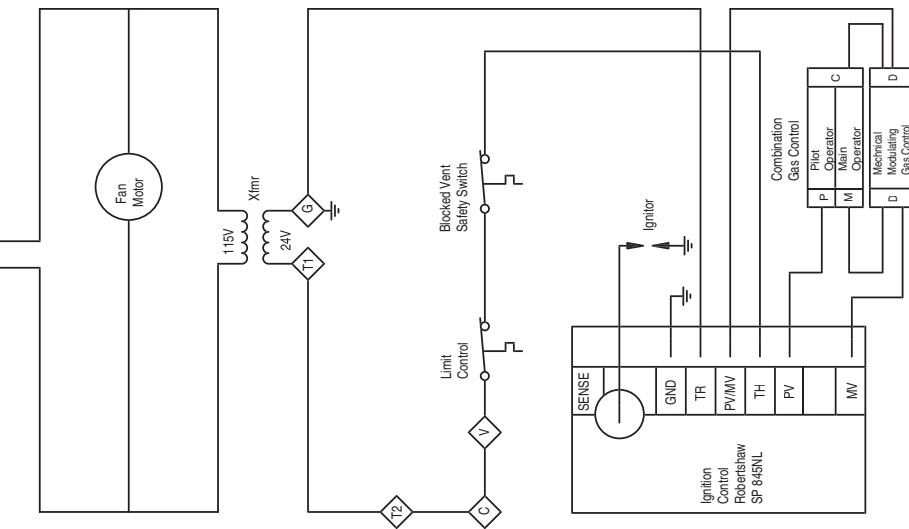 Fan
Motor
Xfmr
115V
24V
G
T1
T2
C
V
Limit
Control
Blocked Vent
Safety Switch
Ignitor
Combination
Gas Control
Pilot
Operator
Main
Operator
P
M
C
Mechnical
Modulating
Gas Control
D
D
SENSE
GND
TR
PV/MV
TH
PV
MV
Ignition
Control
Robertshaw
SP 845NL